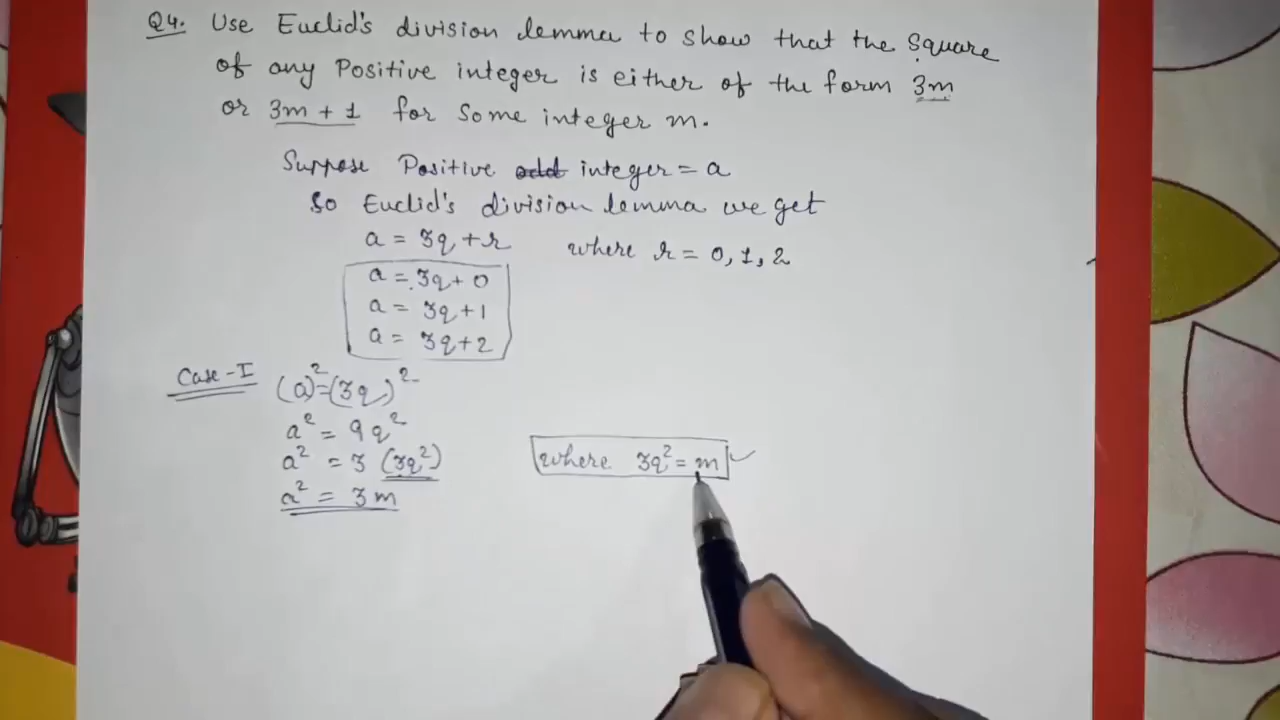 Q4. Use Euclid's division lemma to show that the square
of any Positive integer is either of the form 3m
or 3m + 1 for some integer m.
Suppose Positive odd integer = a
So Euclid's division lemma we get
a = 3q + r where r = 0, 1, 2
a = 3q + 0
a = 3q + 1
a = 3q + 2
Case-I (a)² = (3q)²
a² = 9q²
a² = 3 (3q²) where 3q² = m
a² = 3m